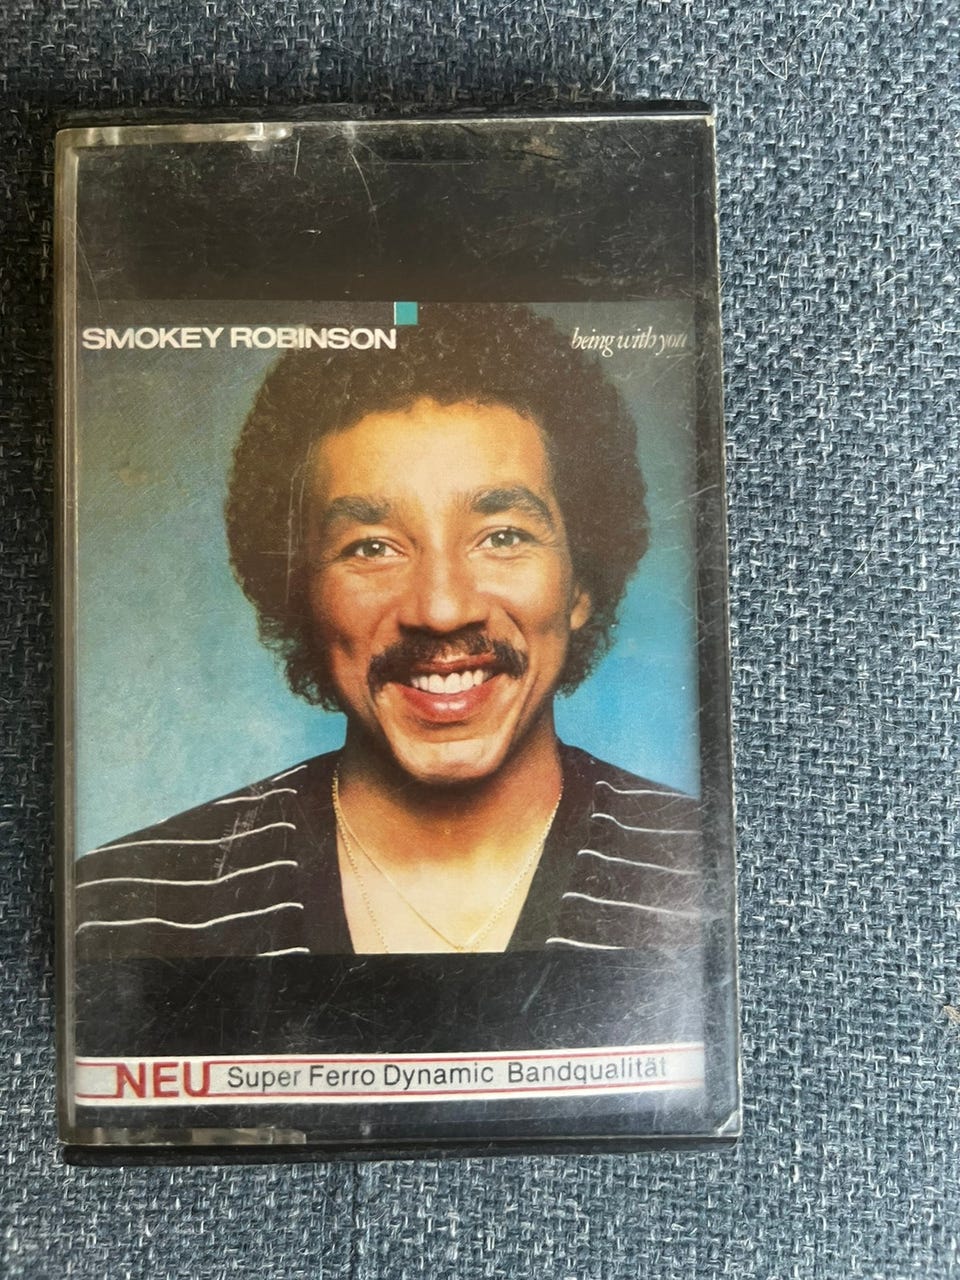 SMOKEY ROBINSON
being with you
NEU Super Ferro Dynamic Bandqualität